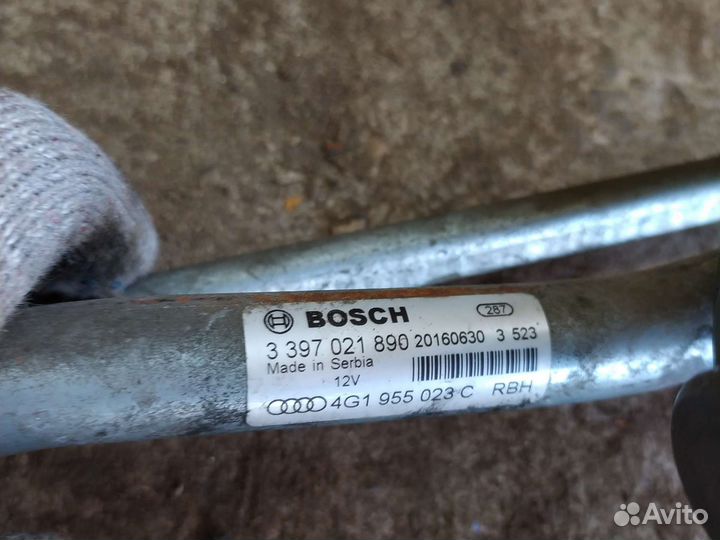 BOSCH 287
3 397 021 890 20160630 3 523
Made in Serbia
12V
4G1 955 023 C RBH
Avito